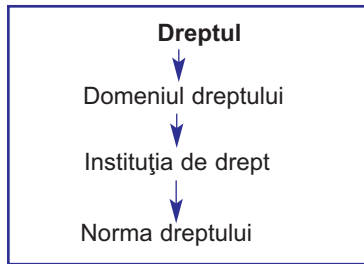 Dreptul
Domeniul dreptului
Instituţia de drept
Norma dreptului